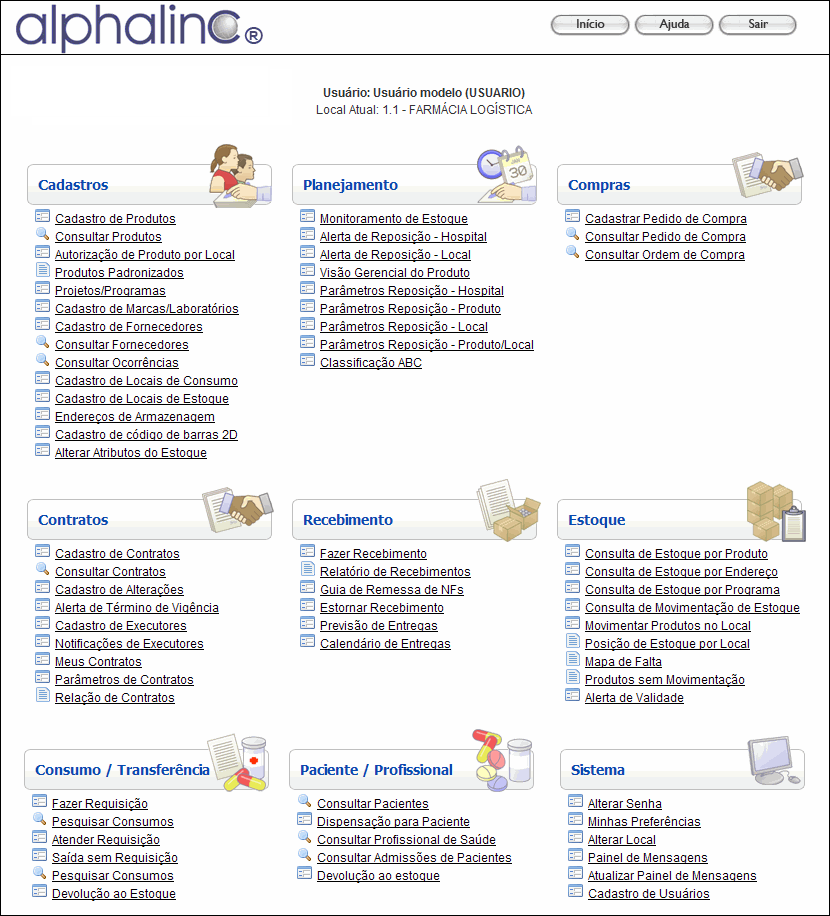 alphalinc®
Início Ajuda Sair
Usuário: Usuário modelo (USUARIO)
Local Atual: 1.1 - FARMÁCIA LOGÍSTICA
Cadastros
Cadastro de Produtos
Consultar Produtos
Autorização de Produto por Local
Produtos Padronizados
Projetos/Programas
Cadastro de Marcas/Laboratórios
Cadastro de Fornecedores
Consultar Fornecedores
Consultar Ocorrências
Cadastro de Locais de Consumo
Cadastro de Locais de Estoque
Endereços de Armazenagem
Cadastro de código de barras 2D
Alterar Atributos do Estoque
JAN
30
Planejamento
Monitoramento de Estoque
Alerta de Reposição - Hospital
Alerta de Reposição - Local
Visão Gerencial do Produto
Parâmetros Reposição - Hospital
Parâmetros Reposição - Produto
Parâmetros Reposição - Local
Parâmetros Reposição - Produto/Local
Classificação ABC
Compras
Cadastrar Pedido de Compra
Consultar Pedido de Compra
Consultar Ordem de Compra
Contratos
Cadastro de Contratos
Consultar Contratos
Cadastro de Alterações
Alerta de Término de Vigência
Cadastro de Executores
Notificações de Executores
Meus Contratos
Parâmetros de Contratos
Relação de Contratos
Recebimento
Fazer Recebimento
Relatório de Recebimentos
Guia de Remessa de NFs
Estornar Recebimento
Previsão de Entregas
Calendário de Entregas
Estoque
Consulta de Estoque por Produto
Consulta de Estoque por Endereço
Consulta de Estoque por Programa
Consulta de Movimentação de Estoque
Movimentar Produtos no Local
Posição de Estoque por Local
Mapa de Falta
Produtos sem Movimentação
Alerta de Validade
Consumo / Transferência
Fazer Requisição
Pesquisar Consumos
Atender Requisição
Saída sem Requisição
Pesquisar Consumos
Devolução ao Estoque
Paciente / Profissional
Consultar Pacientes
Dispensação para Paciente
Consultar Profissional de Saúde
Consultar Admissões de Pacientes
Devolução ao estoque
Sistema
Alterar Senha
Minhas Preferências
Alterar Local
Painel de Mensagens
Atualizar Painel de Mensagens
Cadastro de Usuários